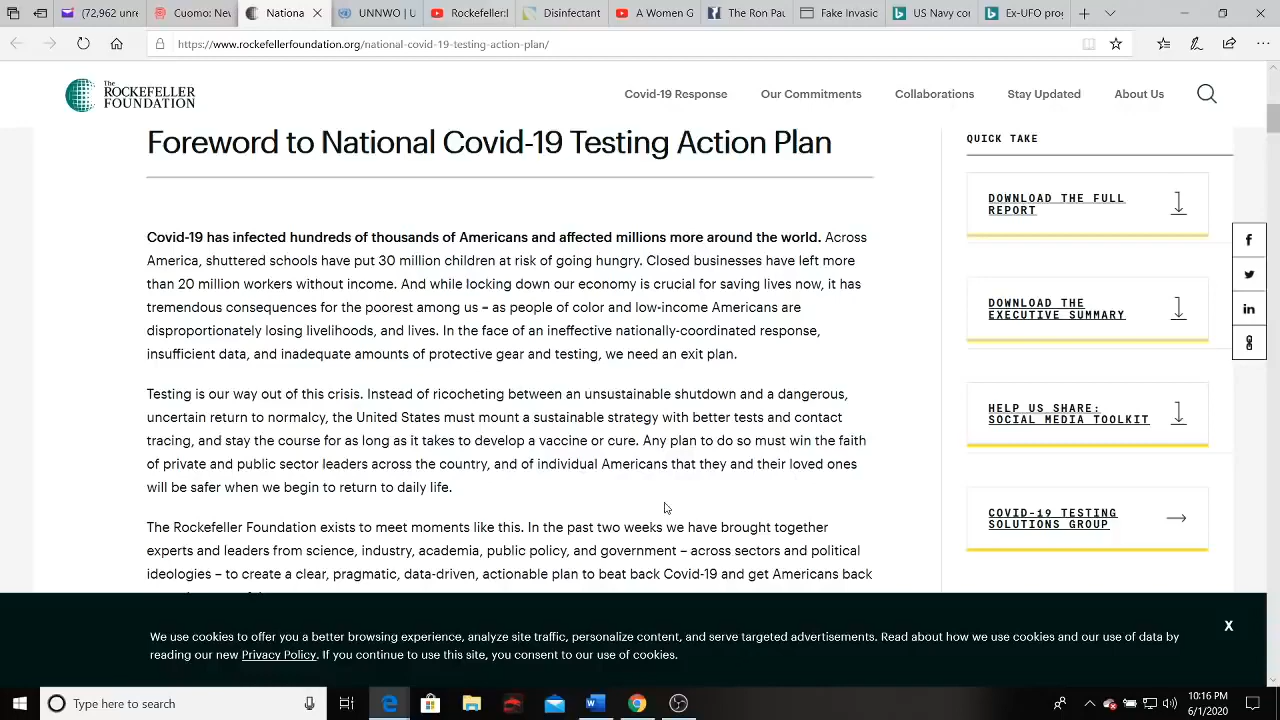 (72,962 unre
Cuomo New
National
UNNWO | U
Rockefell
Disinfectant
A Women G
The Ron Pau
Fake Invasio
US Navy co
Ex-UFO pro
https://www.rockefellerfoundation.org/national-covid-19-testing-action-plan/
The
ROCKEFELLER
FOUNDATION
Covid-19 Response
Our Commitments
Collaborations
Stay Updated
About Us
Foreword to National Covid-19 Testing Action Plan
Covid-19 has infected hundreds of thousands of Americans and affected millions more around the world. Across
America, shuttered schools have put 30 million children at risk of going hungry. Closed businesses have left more
than 20 million workers without income. And while locking down our economy is crucial for saving lives now, it has
tremendous consequences for the poorest among us – as people of color and low-income Americans are
disproportionately losing livelihoods, and lives. In the face of an ineffective nationally-coordinated response,
insufficient data, and inadequate amounts of protective gear and testing, we need an exit plan.
Testing is our way out of this crisis. Instead of ricocheting between an unsustainable shutdown and a dangerous,
uncertain return to normalcy, the United States must mount a sustainable strategy with better tests and contact
tracing, and stay the course for as long as it takes to develop a vaccine or cure. Any plan to do so must win the faith
of private and public sector leaders across the country, and of individual Americans that they and their loved ones
will be safer when we begin to return to daily life.
The Rockefeller Foundation exists to meet moments like this. In the past two weeks we have brought together
experts and leaders from science, industry, academia, public policy, and government – across sectors and political
ideologies – to create a clear, pragmatic, data-driven, actionable plan to beat back Covid-19 and get Americans back
QUICK TAKE
DOWNLOAD THE FULL
REPORT
DOWNLOAD THE
EXECUTIVE SUMMARY
HELP US SHARE:
SOCIAL MEDIA TOOLKIT
COVID-19 TESTING
SOLUTIONS GROUP
We use cookies to offer you a better browsing experience, analyze site traffic, personalize content, and serve targeted advertisements. Read about how we use cookies and our use of data by
reading our new Privacy Policy. If you continue to use this site, you consent to our use of cookies.
X
Type here to search
10:16 PM
6/1/2020